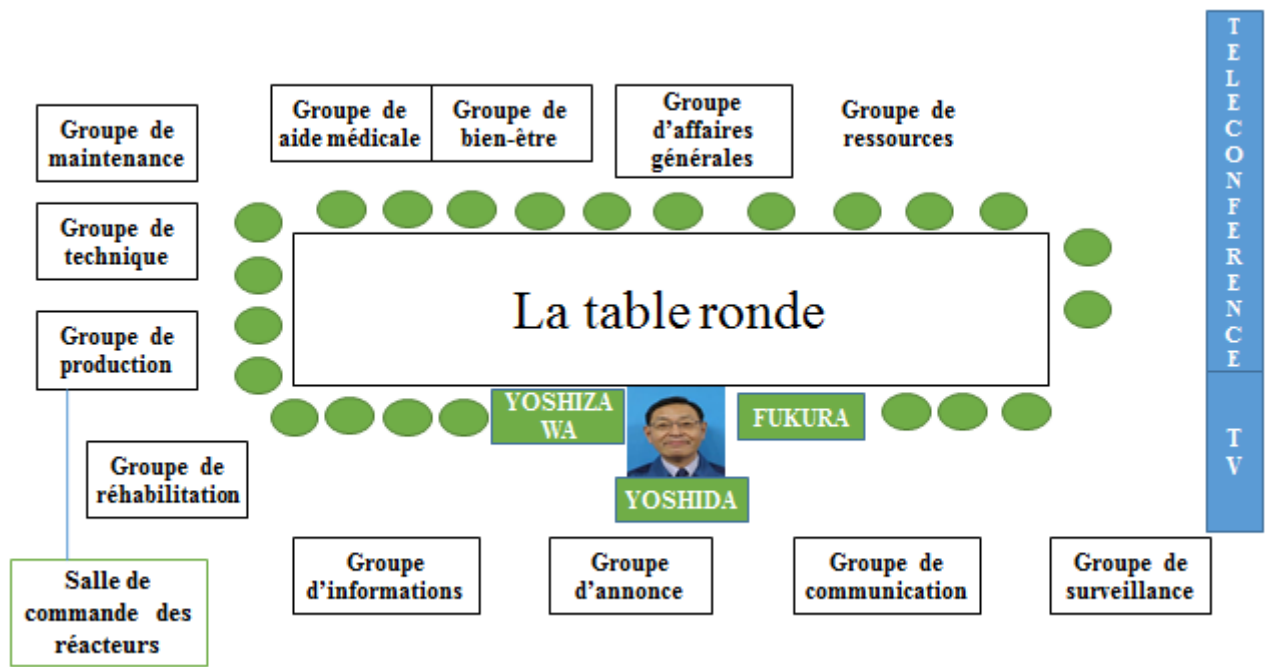 Groupe de
maintenance
Groupe de
aide médicale
Groupe de
bien-être
Groupe
d'affaires
générales
Groupe de
ressources
TELECONFERENCE
TV
Groupe de
technique
Groupe de
production
La table ronde
YOSHIZA
WA
FUKURA
YOSHIDA
Groupe de
réhabilitation
Salle de
commande des
réacteurs
Groupe
d'informations
Groupe
d'annonce
Groupe de
communication
Groupe de
surveillance